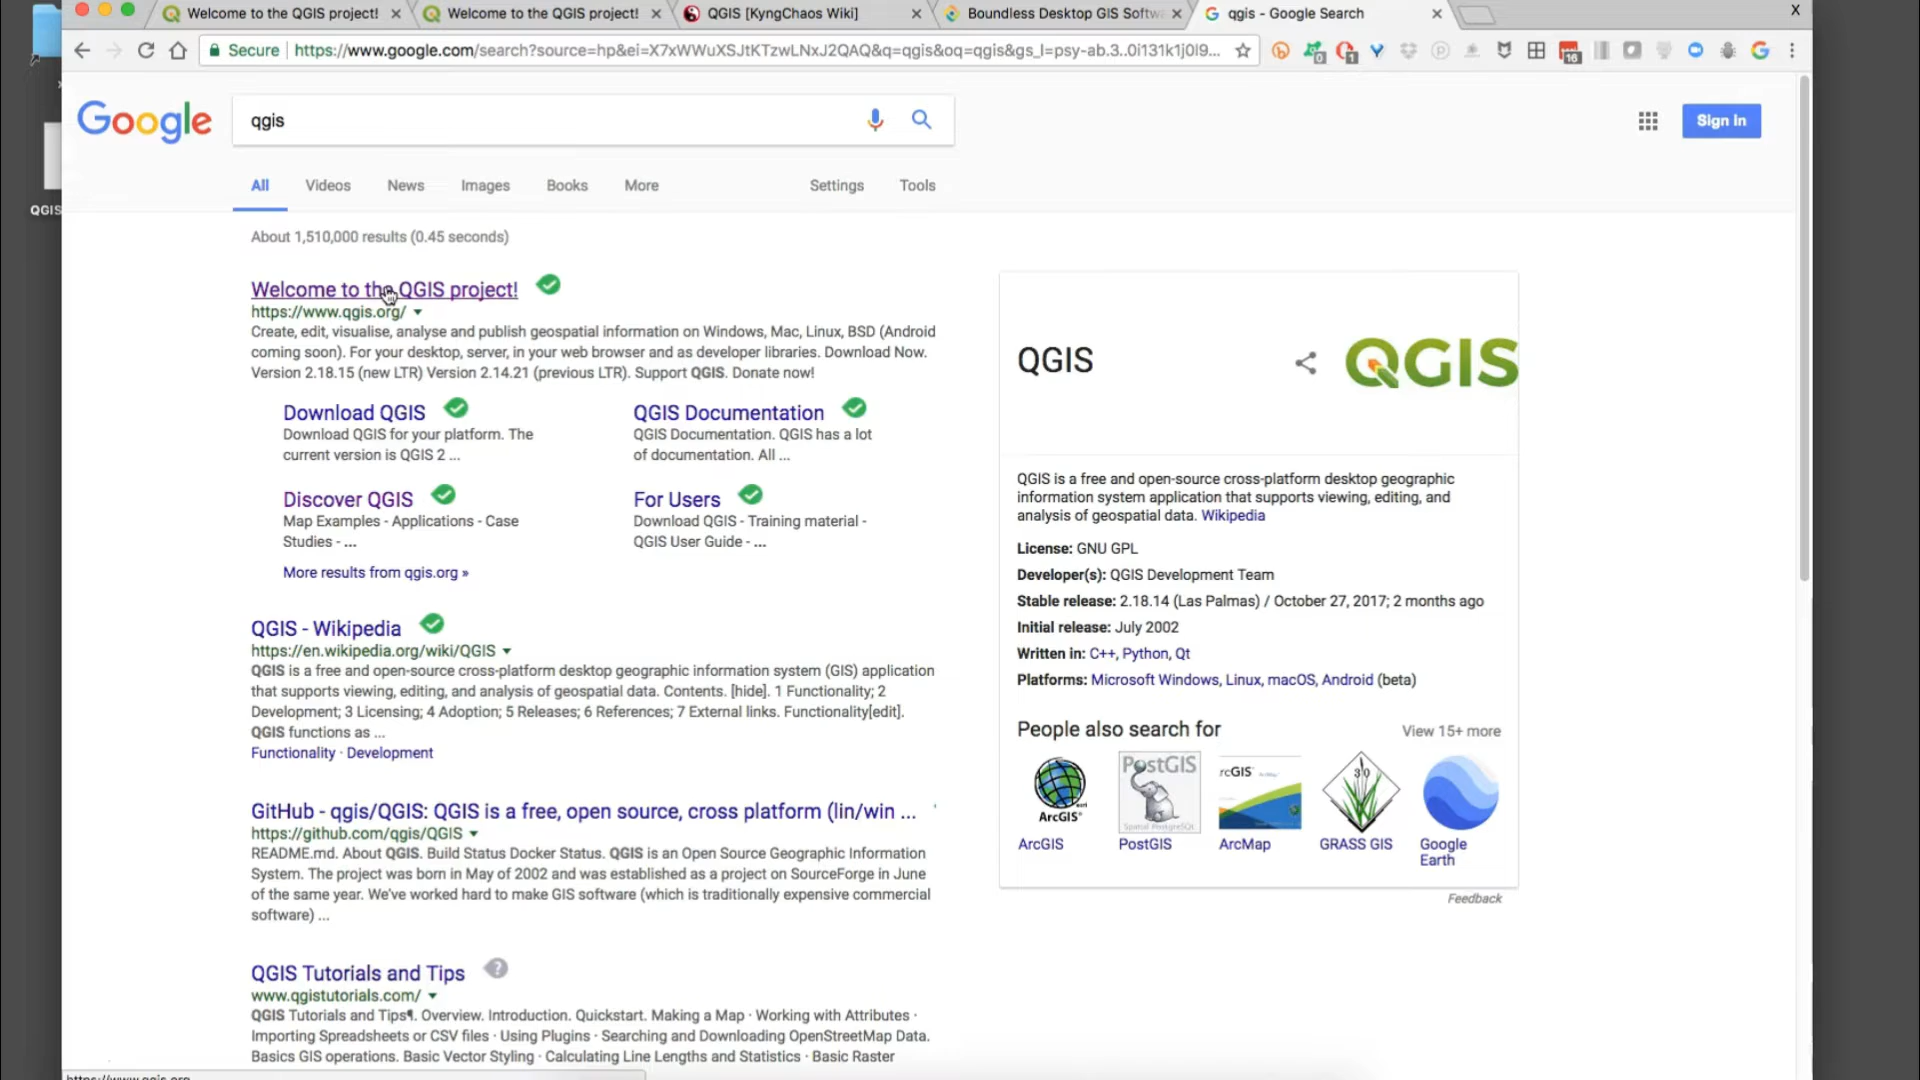 Welcome to the QGIS project!
Welcome to the QGIS project!
QGIS [KyngChaos Wiki]
Boundless Desktop GIS Softw
qgis - Google Search
X
Secure
https://www.google.com/search?source=hp&ei=X7xWWuXSJtKTzwLNxJ2QAQ&q=qgis&oq=qgis&gs_l=psy-ab.3..0i131k1j0l9...
0
1
16
Google
qgis
Sign in
All
Videos
News
Images
Books
More
Settings
Tools
QGIS
About 1,510,000 results (0.45 seconds)
Welcome to the QGIS project!
https://www.qgis.org/
Create, edit, visualise, analyse and publish geospatial information on Windows, Mac, Linux, BSD (Android
coming soon). For your desktop, server, in your web browser and as developer libraries. Download Now.
Version 2.18.15 (new LTR) Version 2.14.21 (previous LTR). Support QGIS. Donate now!
Download QGIS
Download QGIS for your platform. The
current version is QGIS 2 ...
QGIS Documentation
QGIS Documentation. QGIS has a lot
of documentation. All ...
Discover QGIS
Map Examples - Applications - Case
Studies - ...
For Users
Download QGIS - Training material -
QGIS User Guide - ...
More results from qgis.org »
QGIS - Wikipedia
https://en.wikipedia.org/wiki/QGIS
QGIS is a free and open-source cross-platform desktop geographic information system (GIS) application
that supports viewing, editing, and analysis of geospatial data. Contents. [hide]. 1 Functionality; 2
Development; 3 Licensing; 4 Adoption; 5 Releases; 6 References; 7 External links. Functionality[edit].
QGIS functions as ...
Functionality · Development
GitHub - qgis/QGIS: QGIS is a free, open source, cross platform (lin/win ...
https://github.com/qgis/QGIS
README.md. About QGIS. Build Status Docker Status. QGIS is an Open Source Geographic Information
System. The project was born in May of 2002 and was established as a project on SourceForge in June
of the same year. We've worked hard to make GIS software (which is traditionally expensive commercial
software) ...
QGIS Tutorials and Tips
?
www.qgistutorials.com/
QGIS Tutorials and Tips¶. Overview. Introduction. Quickstart. Making a Map · Working with Attributes ·
Importing Spreadsheets or CSV files · Using Plugins · Searching and Downloading OpenStreetMap Data.
Basics GIS operations. Basic Vector Styling · Calculating Line Lengths and Statistics · Basic Raster
https://www.qgis.org
QGIS
QGIS
QGIS is a free and open-source cross-platform desktop geographic
information system application that supports viewing, editing, and
analysis of geospatial data. Wikipedia
License: GNU GPL
Developer(s): QGIS Development Team
Stable release: 2.18.14 (Las Palmas) / October 27, 2017; 2 months ago
Initial release: July 2002
Written in: C++, Python, Qt
Platforms: Microsoft Windows, Linux, macOS, Android (beta)
People also search for
View 15+ more
esri
ArcGIS®
PostGIS
Spatial PostgreSQL
rcGIS
ArcMap
30
ArcGIS
PostGIS
ArcMap
GRASS GIS
Google
Earth
Feedback